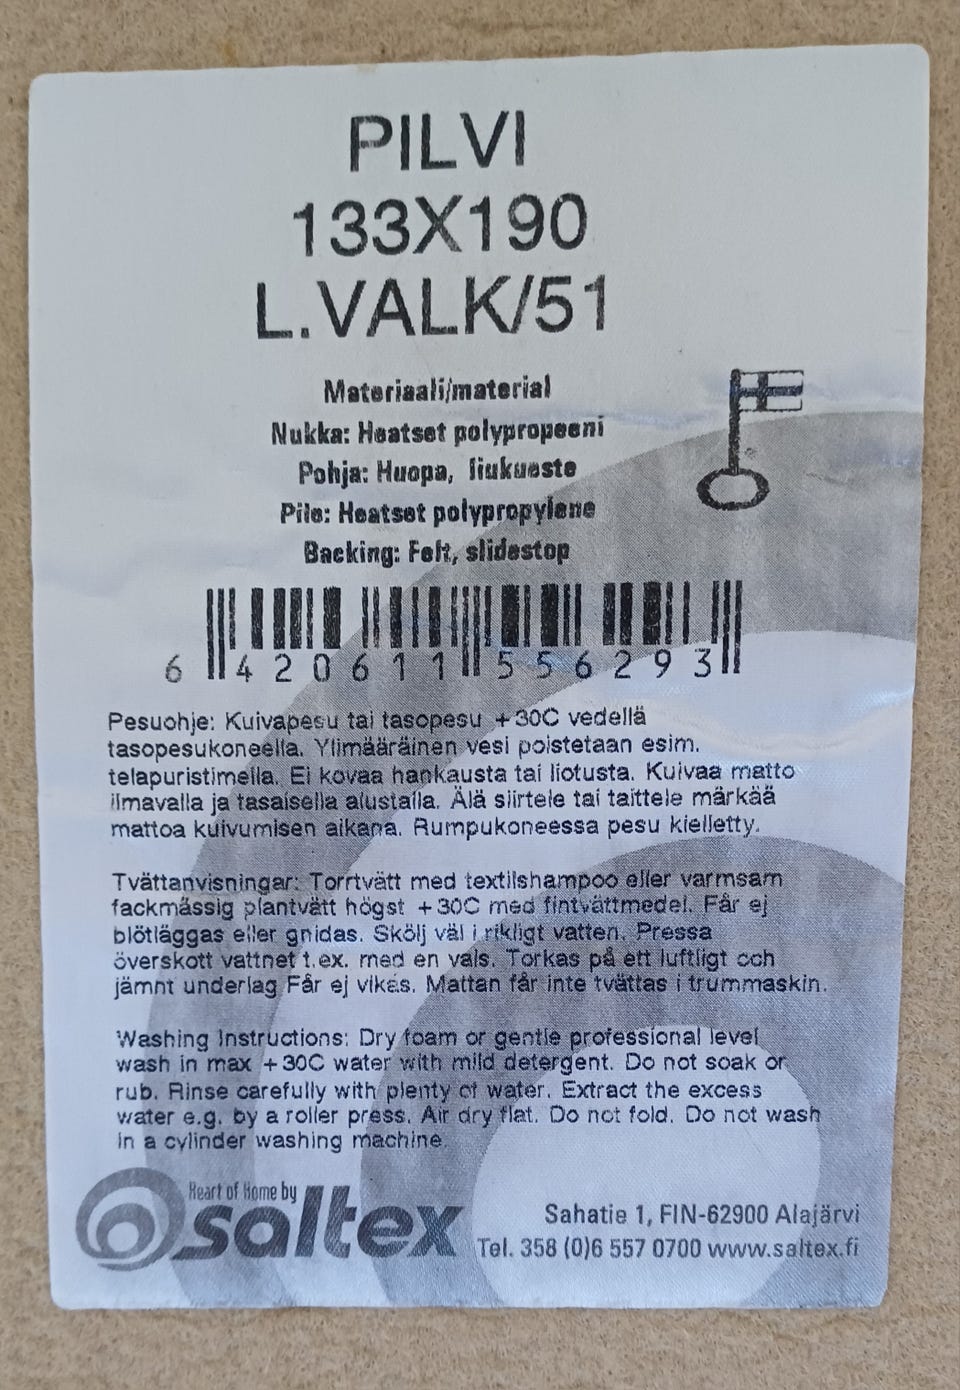 PILVI
133X190
L.VALK/51
Materiaali/material
Nukka: Heatset polypropeeni
Pohja: Huopa, liukueste
Pile: Heatset polypropylene
Backing: Felt, slidestop
6 420611 556293
Pesuohje: Kuivapesu tai tasopesu +30C vedellä
tasopesukoneella. Ylimääräinen vesi poistetaan esim.
telapuristimella. Ei kovaa hankausta tai liotusta. Kuivaa matto
ilmavalla ja tasaisella alustalla. Älä siirtele tai taittele märkää
mattoa kuivumisen aikana. Rumpukoneessa pesu kielletty.
Tvättanvisningar: Torrtvätt med textilshampoo eller varmsam
fackmässig plantvätt högst +30C med fintvättmedel. Får ej
blötläggas eller gnidas. Skölj väl i rikligt vatten. Pressa
överskott vattnet t.ex. med en vals. Torkas på ett luftligt och
jämnt underlag Får ej vikas. Mattan får inte tvättas i trummaskin.
Washing Instructions: Dry foam or gentle professional level
wash in max +30C water with mild detergent. Do not soak or
rub. Rinse carefully with plenty of water. Extract the excess
water e.g. by a roller press. Air dry flat. Do not fold. Do not wash
in a cylinder washing machine.
Heart of Home by
saltex
Sahatie 1, FIN-62900 Alajärvi
Tel. 358 (0)6 557 0700 www.saltex.fi